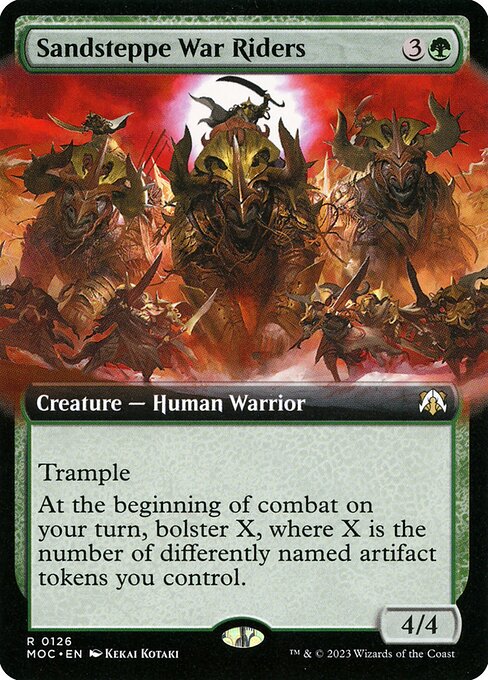 Sandsteppe War Riders 3
Creature — Human Warrior
Trample
At the beginning of combat on
your turn, bolster X, where X is the
number of differently named artifact
tokens you control.
4/4
R 0126
MOC • EN Kekai Kotaki
™ & © 2023 Wizards of the Coast